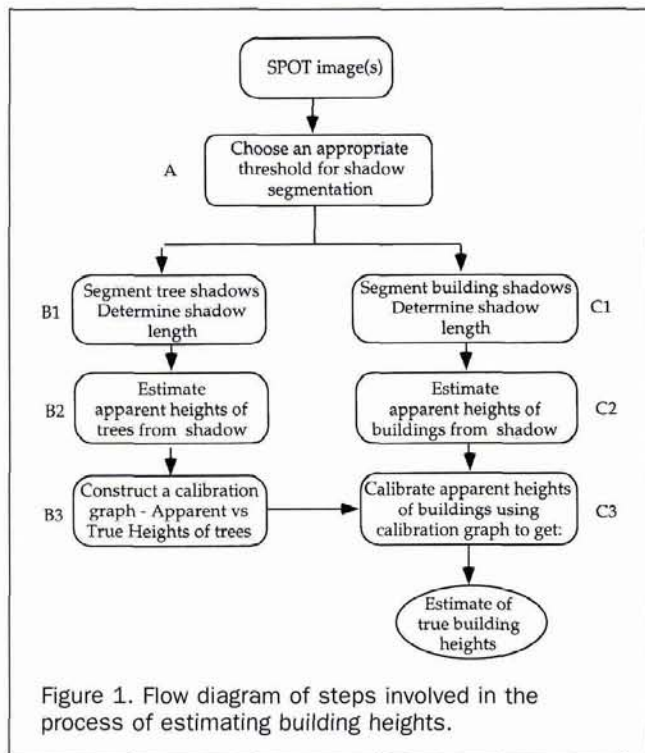 SPOT image(s)
A
Choose an appropriate
threshold for shadow
segmentation
B1
Segment tree shadows
Determine shadow
length
Segment building shadows
Determine shadow
length
C1
B2
Estimate
apparent heights of
trees from shadow
Estimate
apparent heights of
buildings from shadow
C2
B3
Construct a calibration
graph - Apparent vs
True Heights of trees
Calibrate apparent heights
of buildings using
calibration graph to get:
C3
Estimate of
true building
heights
Figure 1. Flow diagram of steps involved in the
process of estimating building heights.